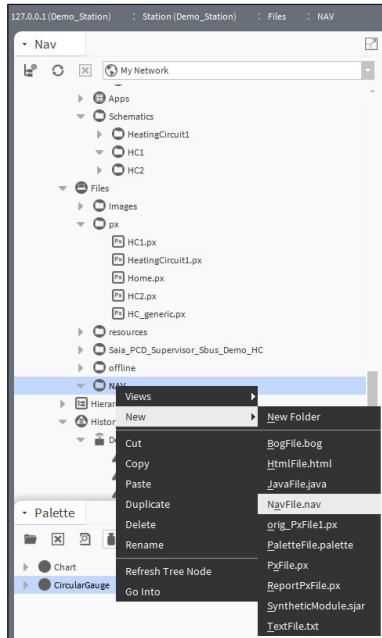 127.0.0.1 (Demo_Station) : Station (Demo_Station) : Files : NAV
Nav
My Network
Apps
Schematics
HeatingCircuit1
HC1
HC2
Files
Images
px
HC1.px
HeatingCircuit1.px
Home.px
HC2.px
HC_generic.px
resources
Saia_PCD_Supervisor_Sbus_Demo_HC
offline
NAV
Views
New
Cut
Copy
Paste
Duplicate
Delete
Rename
Refresh Tree Node
Go Into
New Folder
BogFile.bog
HtmlFile.html
JavaFile.java
NavFile.nav
orig_PxFile1.px
PaletteFile.palette
PxFile.px
ReportPxFile.px
SyntheticModule.sjar
TextFile.txt
Palette
Chart
CircularGauge